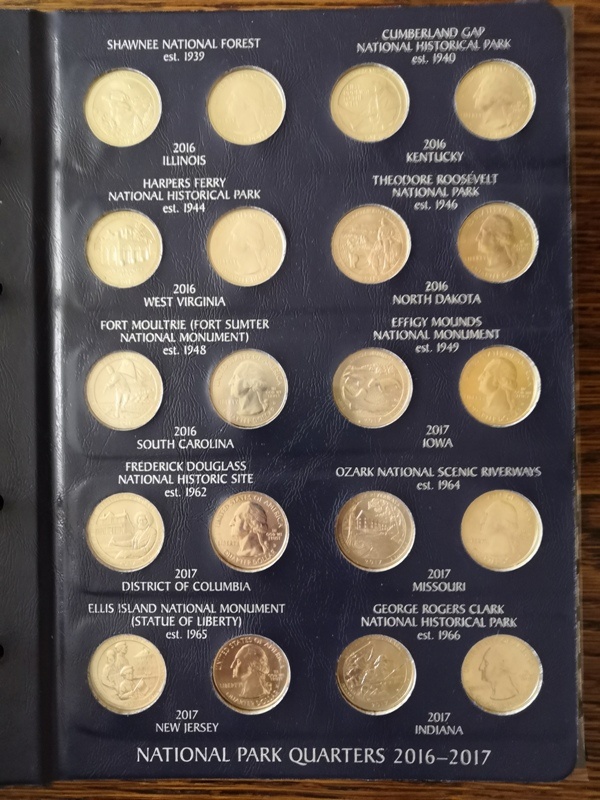 SHAWNEE NATIONAL FOREST
est. 1939
2016
ILLINOIS
CUMBERLAND GAP
NATIONAL HISTORICAL PARK
est. 1940
2016
KENTUCKY
HARPERS FERRY
NATIONAL HISTORICAL PARK
est. 1944
2016
WEST VIRGINIA
THEODORE ROOSEVELT
NATIONAL PARK
est. 1946
2016
NORTH DAKOTA
FORT MOULTRIE (FORT SUMTER
NATIONAL MONUMENT)
est. 1948
2016
SOUTH CAROLINA
EFFIGY MOUNDS
NATIONAL MONUMENT
est. 1949
2017
IOWA
FREDERICK DOUGLASS
NATIONAL HISTORIC SITE
est. 1962
2017
DISTRICT OF COLUMBIA
OZARK NATIONAL SCENIC RIVERWAYS
est. 1964
2017
MISSOURI
ELLIS ISLAND NATIONAL MONUMENT
(STATUE OF LIBERTY)
est. 1965
2017
NEW JERSEY
GEORGE ROGERS CLARK
NATIONAL HISTORICAL PARK
est. 1966
2017
INDIANA
NATIONAL PARK QUARTERS 2016–2017